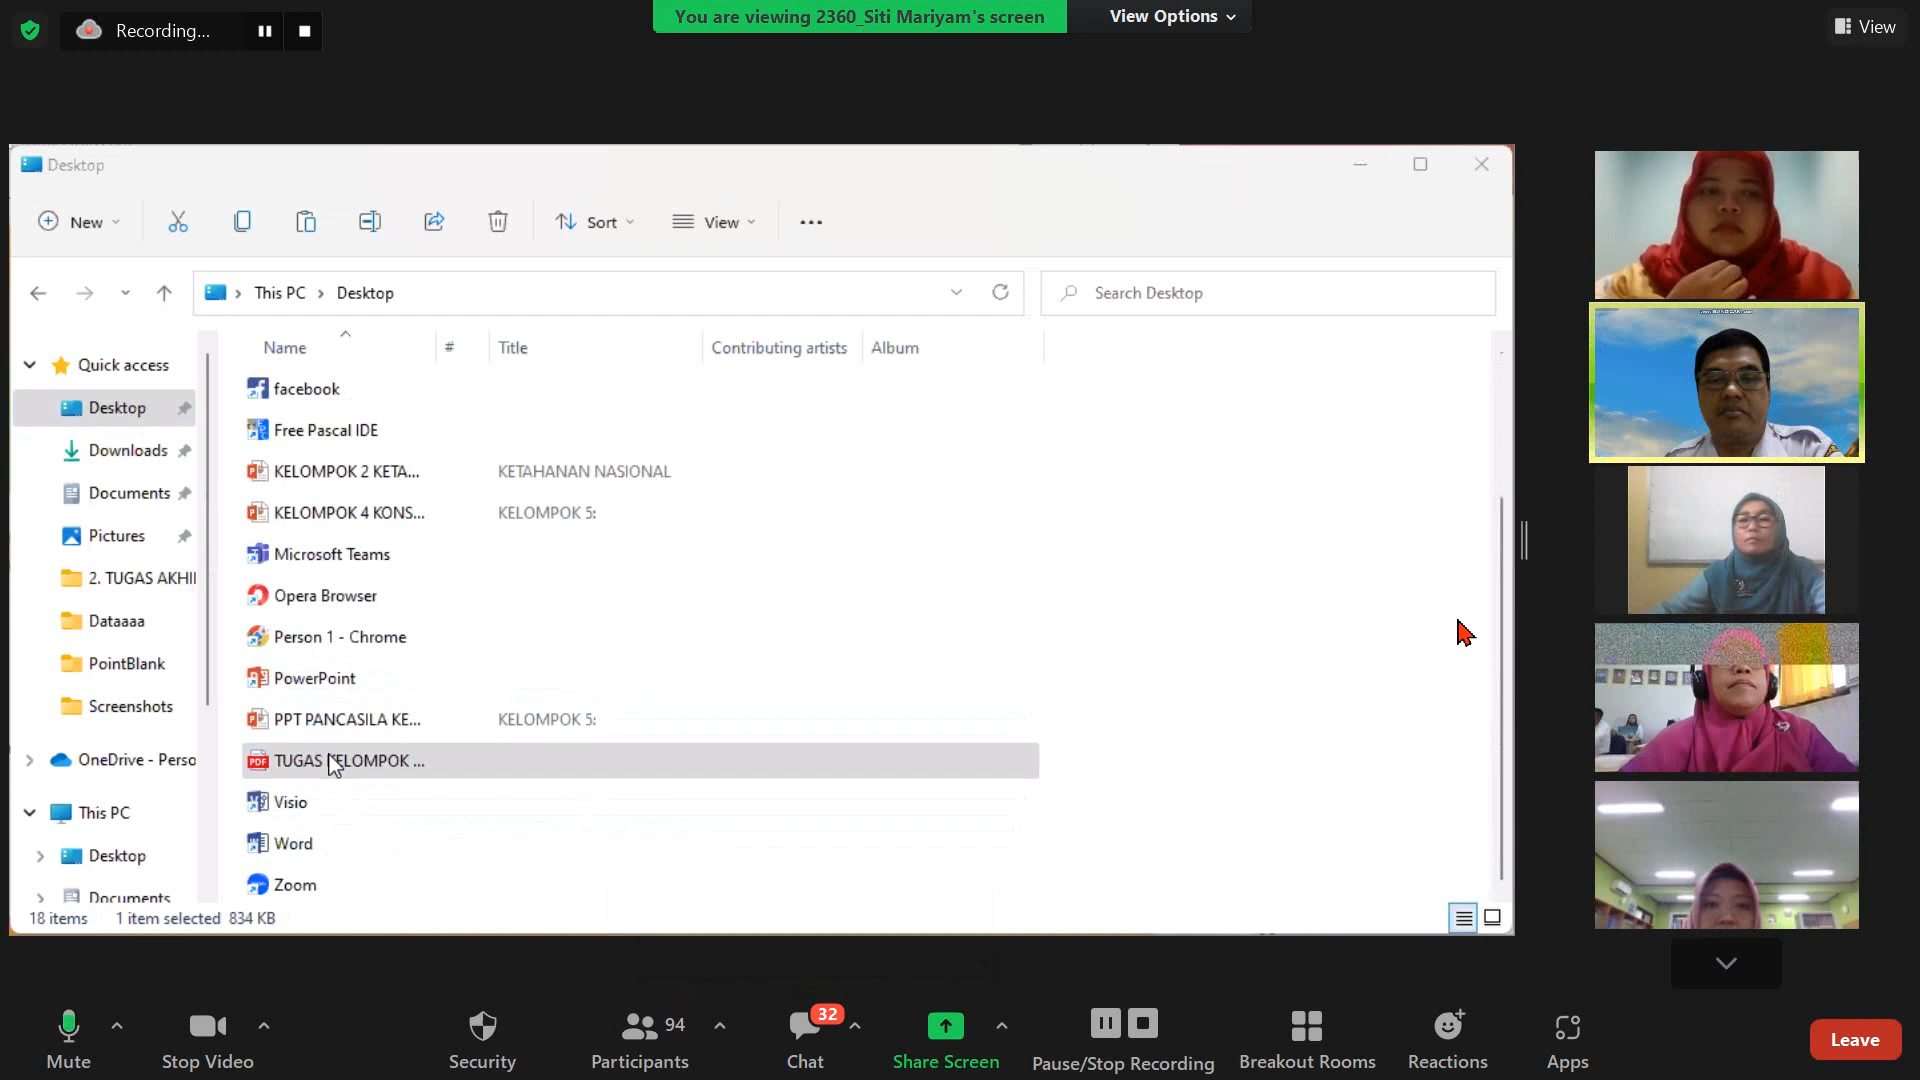 Recording...
You are viewing 2360_Siti Mariyam's screen
View Options
View
Desktop
New
Sort
View
This PC
Desktop
Search Desktop
Name
#
Title
Contributing artists
Album
Quick access
Desktop
Downloads
Documents
Pictures
2. TUGAS AKHI
Dataaaa
PointBlank
Screenshots
OneDrive - Perso
This PC
Desktop
Documents
facebook
Free Pascal IDE
KELOMPOK 2 KETA... KETAHANAN NASIONAL
KELOMPOK 4 KONS... KELOMPOK 5:
Microsoft Teams
Opera Browser
Person 1 - Chrome
PowerPoint
PPT PANCASILA KE... KELOMPOK 5:
PDF TUGAS KELOMPOK ...
Visio
Word
Zoom
18 items 1 item selected 834 KB
Mute
Stop Video
Security
94
Participants
32
Chat
Share Screen
Pause/Stop Recording
Breakout Rooms
Reactions
Apps
Leave